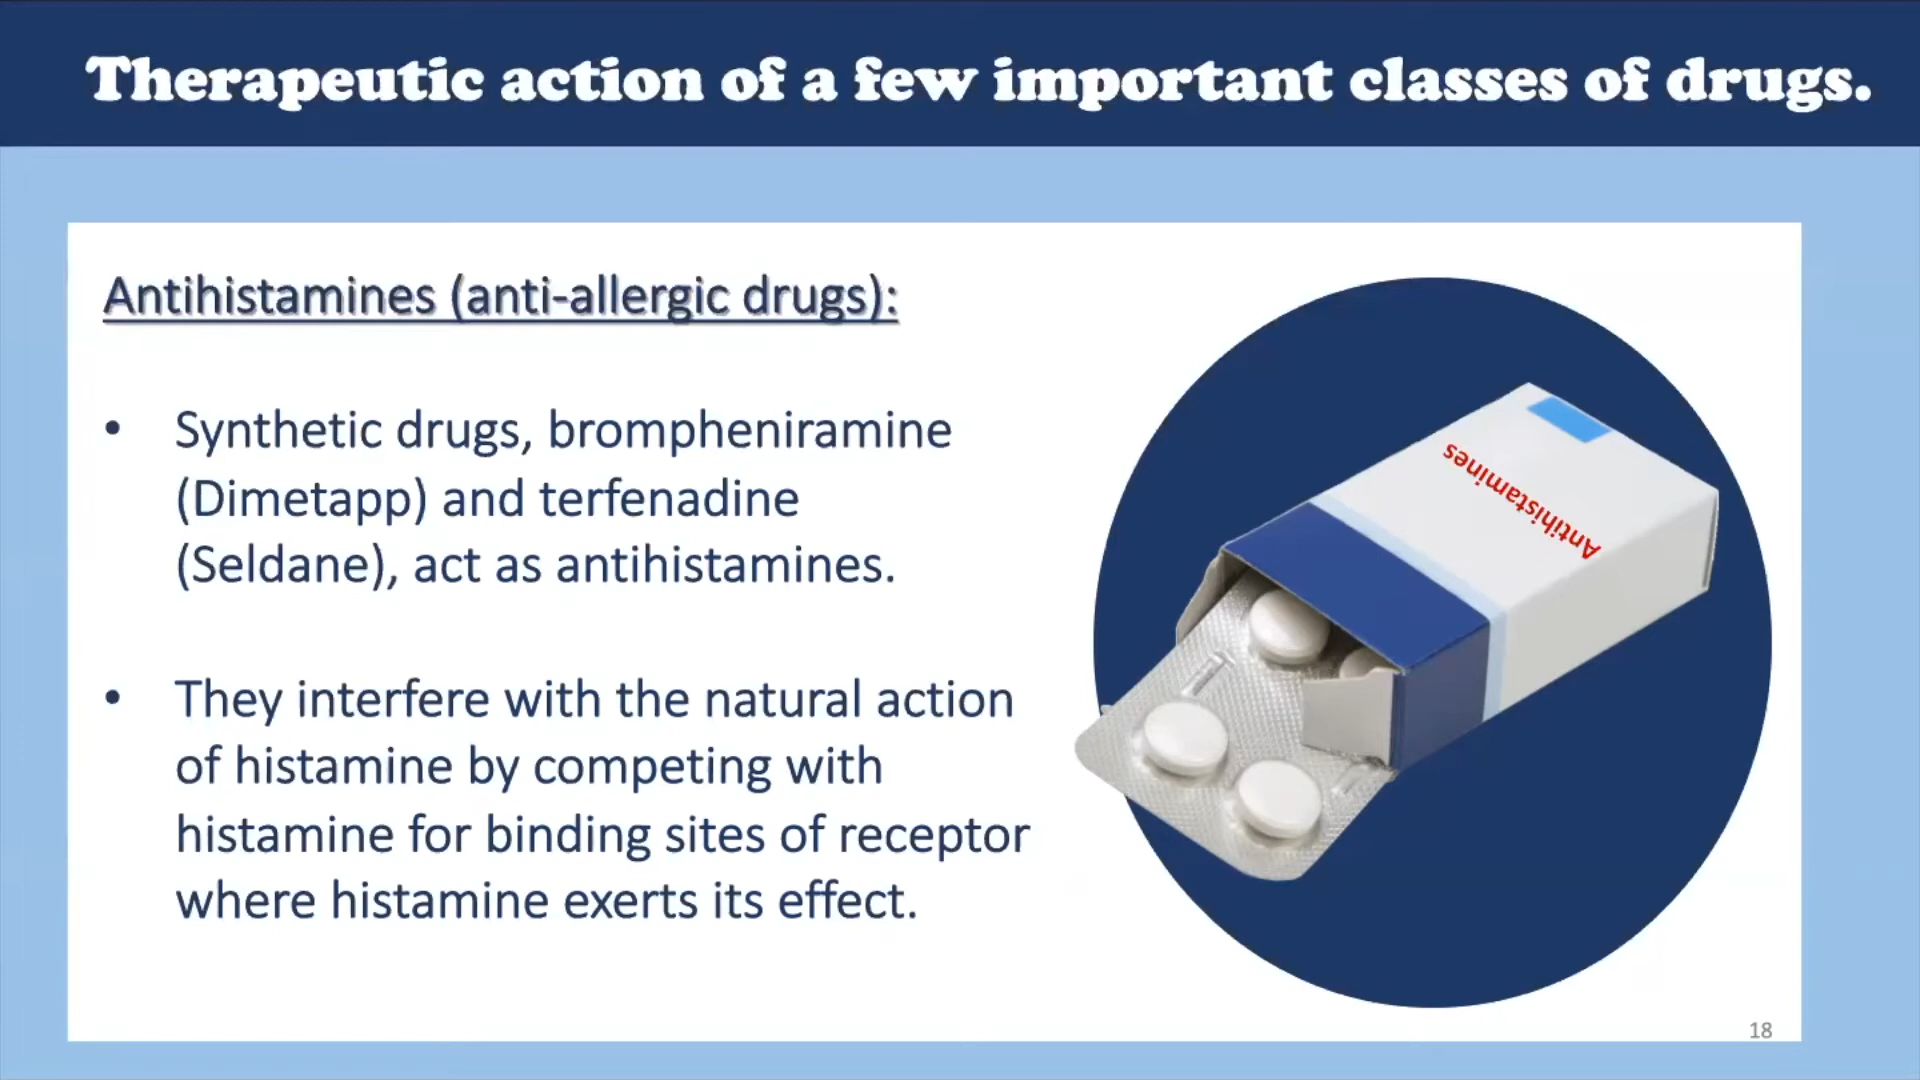 Therapeutic action of a few important classes of drugs.
Antihistamines (anti-allergic drugs):
• Synthetic drugs, brompheniramine
(Dimetapp) and terfenadine
(Seldane), act as antihistamines.
• They interfere with the natural action
of histamine by competing with
histamine for binding sites of receptor
where histamine exerts its effect.
Antihistamines
18